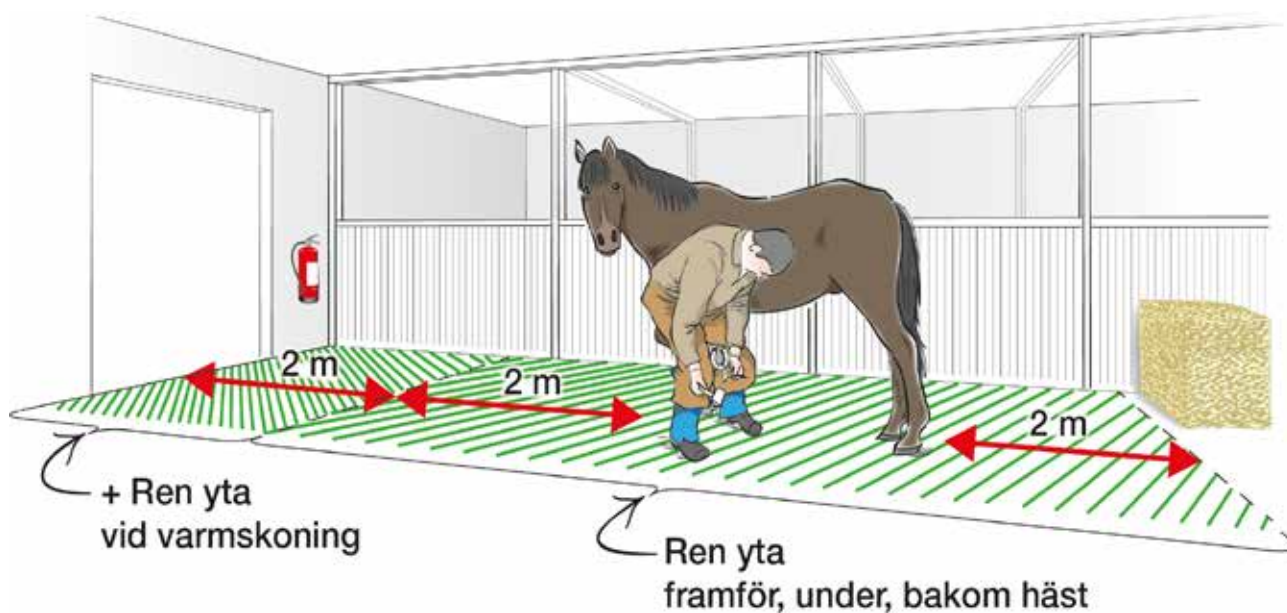 2 m
2 m
2 m
+ Ren yta
vid varmskoning
Ren yta
framför, under, bakom häst